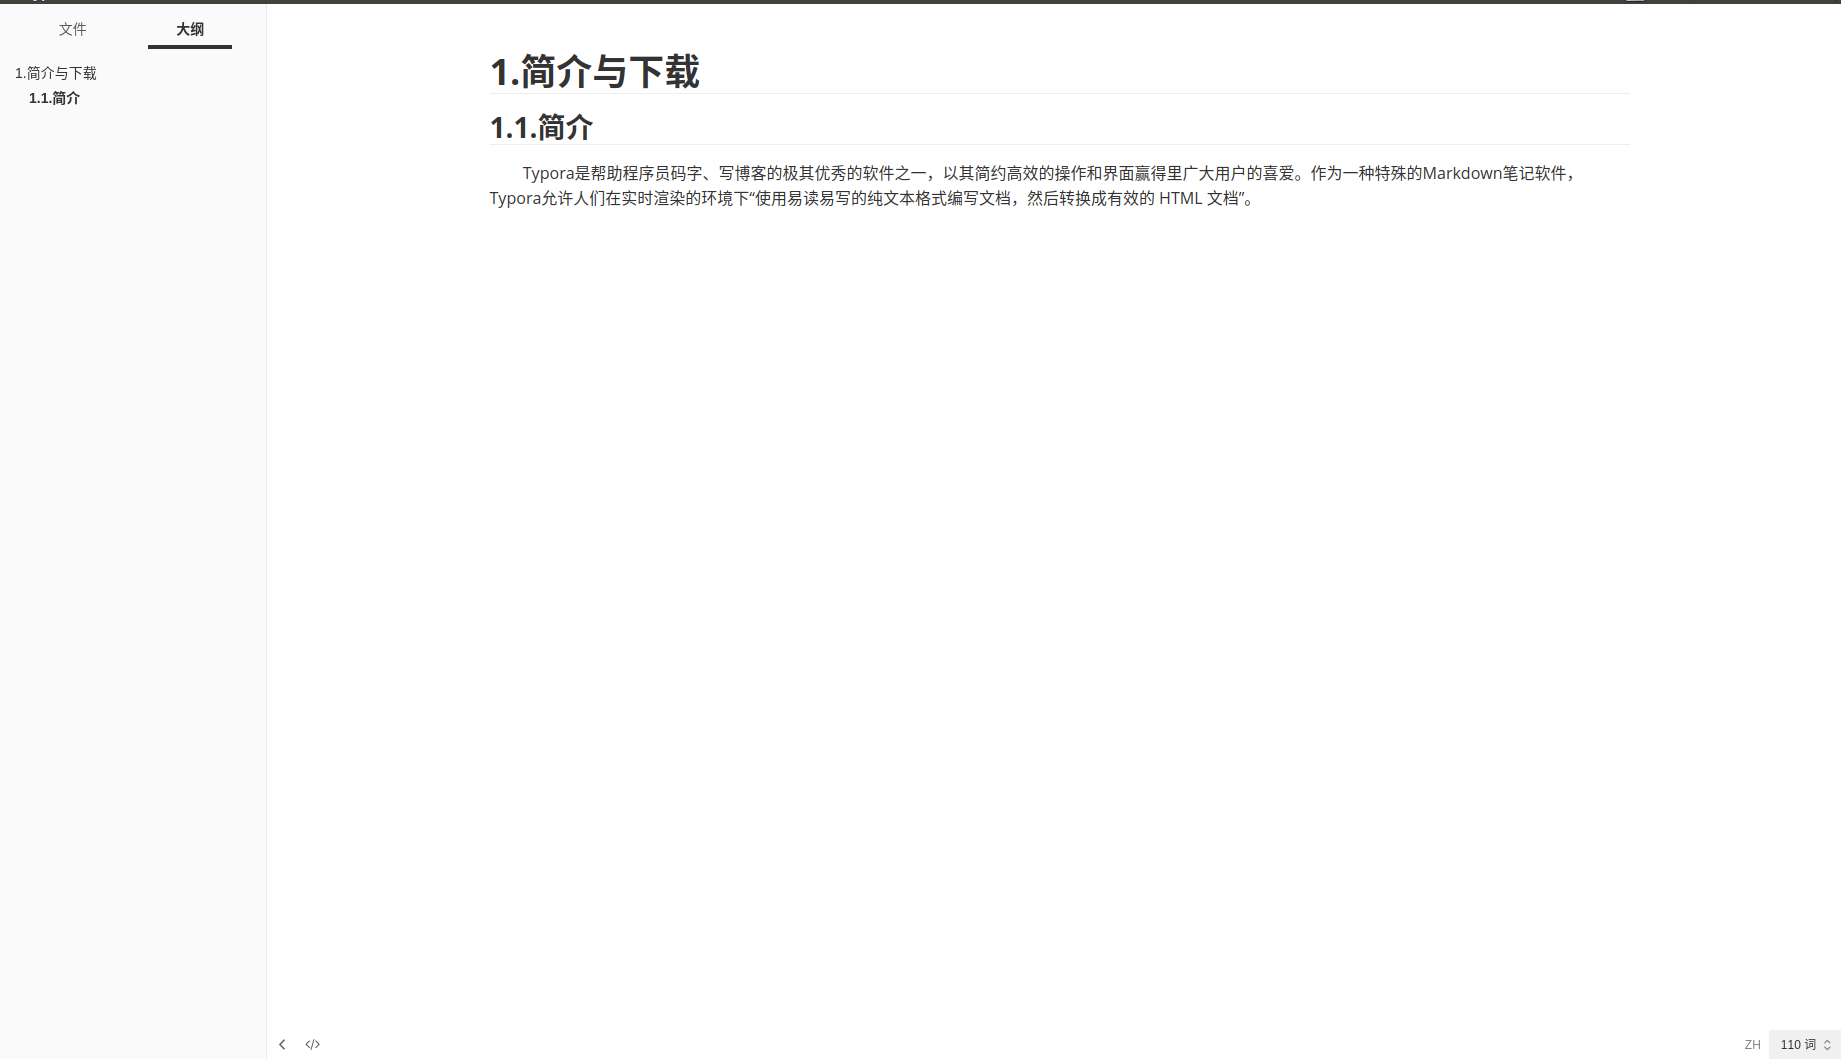 文件 大纲
1.简介与下载
1.1.简介
1.简介与下载
1.1.简介
Typora是帮助程序员码字、写博客的极其优秀的软件之一，以其简约高效的操作和界面赢得里广大用户的喜爱。作为一种特殊的Markdown笔记软件，
Typora允许人们在实时渲染的环境下“使用易读易写的纯文本格式编写文档，然后转换成有效的 HTML 文档”。
ZH 110 词